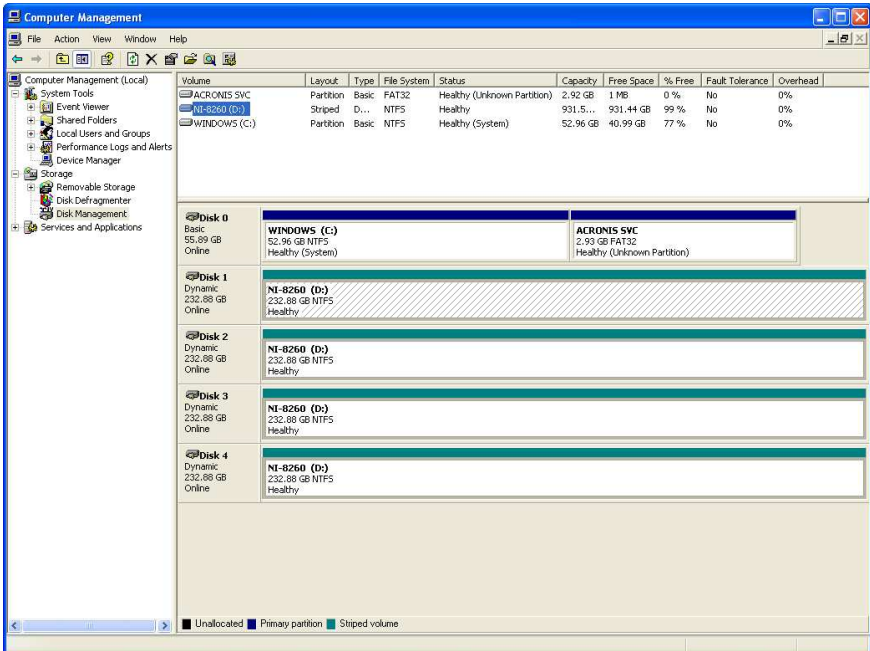 Computer Management
File Action View Window Help
Computer Management (Local)
System Tools
Event Viewer
Shared Folders
Local Users and Groups
Performance Logs and Alerts
Device Manager
Storage
Removable Storage
Disk Defragmenter
Disk Management
Services and Applications
Volume Layout Type File System Status Capacity Free Space % Free Fault Tolerance Overhead
ACRONIS SVC Partition Basic FAT32 Healthy (Unknown Partition) 2.92 GB 1 MB 0 % No 0%
NI-8260 (D:) Striped D... NTFS Healthy 931.5... 931.44 GB 99 % No 0%
WINDOWS (C:) Partition Basic NTFS Healthy (System) 52.96 GB 40.99 GB 77 % No 0%
Disk 0
Basic
55.89 GB
Online
WINDOWS (C:)
52.96 GB NTFS
Healthy (System)
ACRONIS SVC
2.93 GB FAT32
Healthy (Unknown Partition)
Disk 1
Dynamic
232.88 GB
Online
NI-8260 (D:)
232.88 GB NTFS
Healthy
Disk 2
Dynamic
232.88 GB
Online
NI-8260 (D:)
232.88 GB NTFS
Healthy
Disk 3
Dynamic
232.88 GB
Online
NI-8260 (D:)
232.88 GB NTFS
Healthy
Disk 4
Dynamic
232.88 GB
Online
NI-8260 (D:)
232.88 GB NTFS
Healthy
Unallocated Primary partition Striped volume